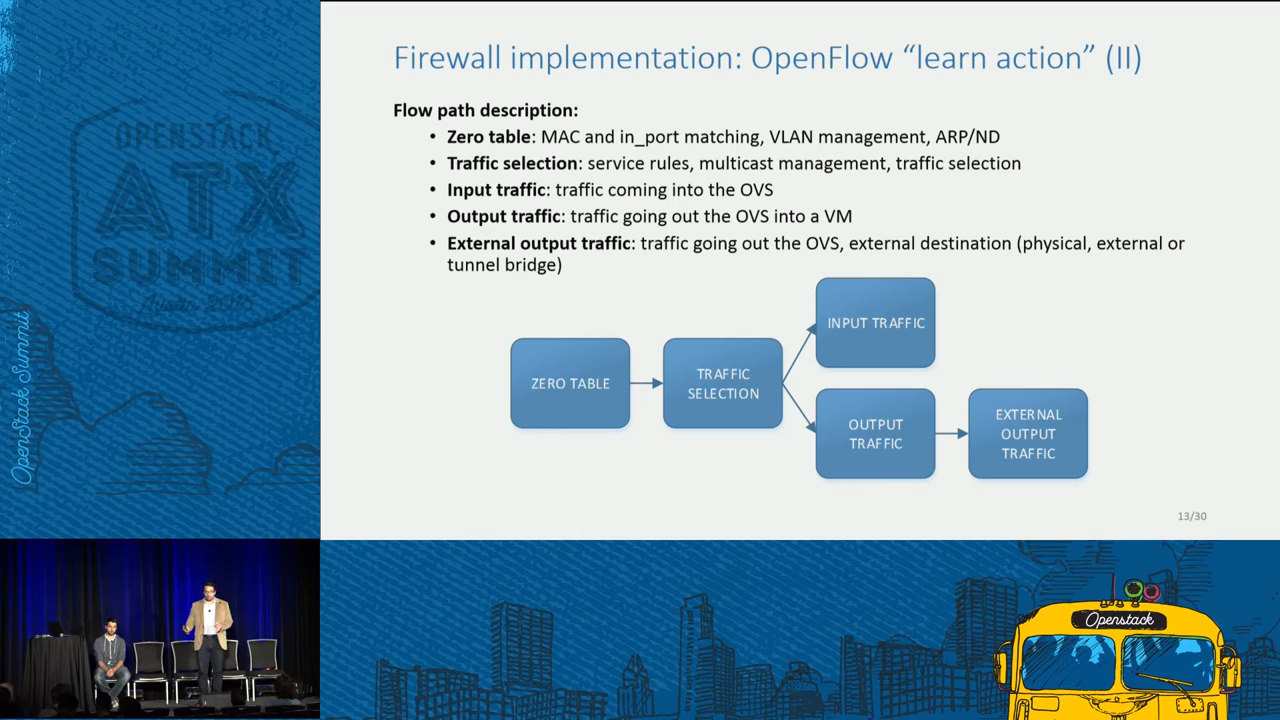 Firewall implementation: OpenFlow “learn action” (II)
Flow path description:
• Zero table: MAC and in_port matching, VLAN management, ARP/ND
• Traffic selection: service rules, multicast management, traffic selection
• Input traffic: traffic coming into the OVS
• Output traffic: traffic going out the OVS into a VM
• External output traffic: traffic going out the OVS, external destination (physical, external or
tunnel bridge)
ZERO TABLE
TRAFFIC
SELECTION
INPUT TRAFFIC
OUTPUT
TRAFFIC
EXTERNAL
OUTPUT
TRAFFIC
13/30
OPENSTACK
ATX
SUMMIT
Austin 2016
OpenStack Summit
Openstack